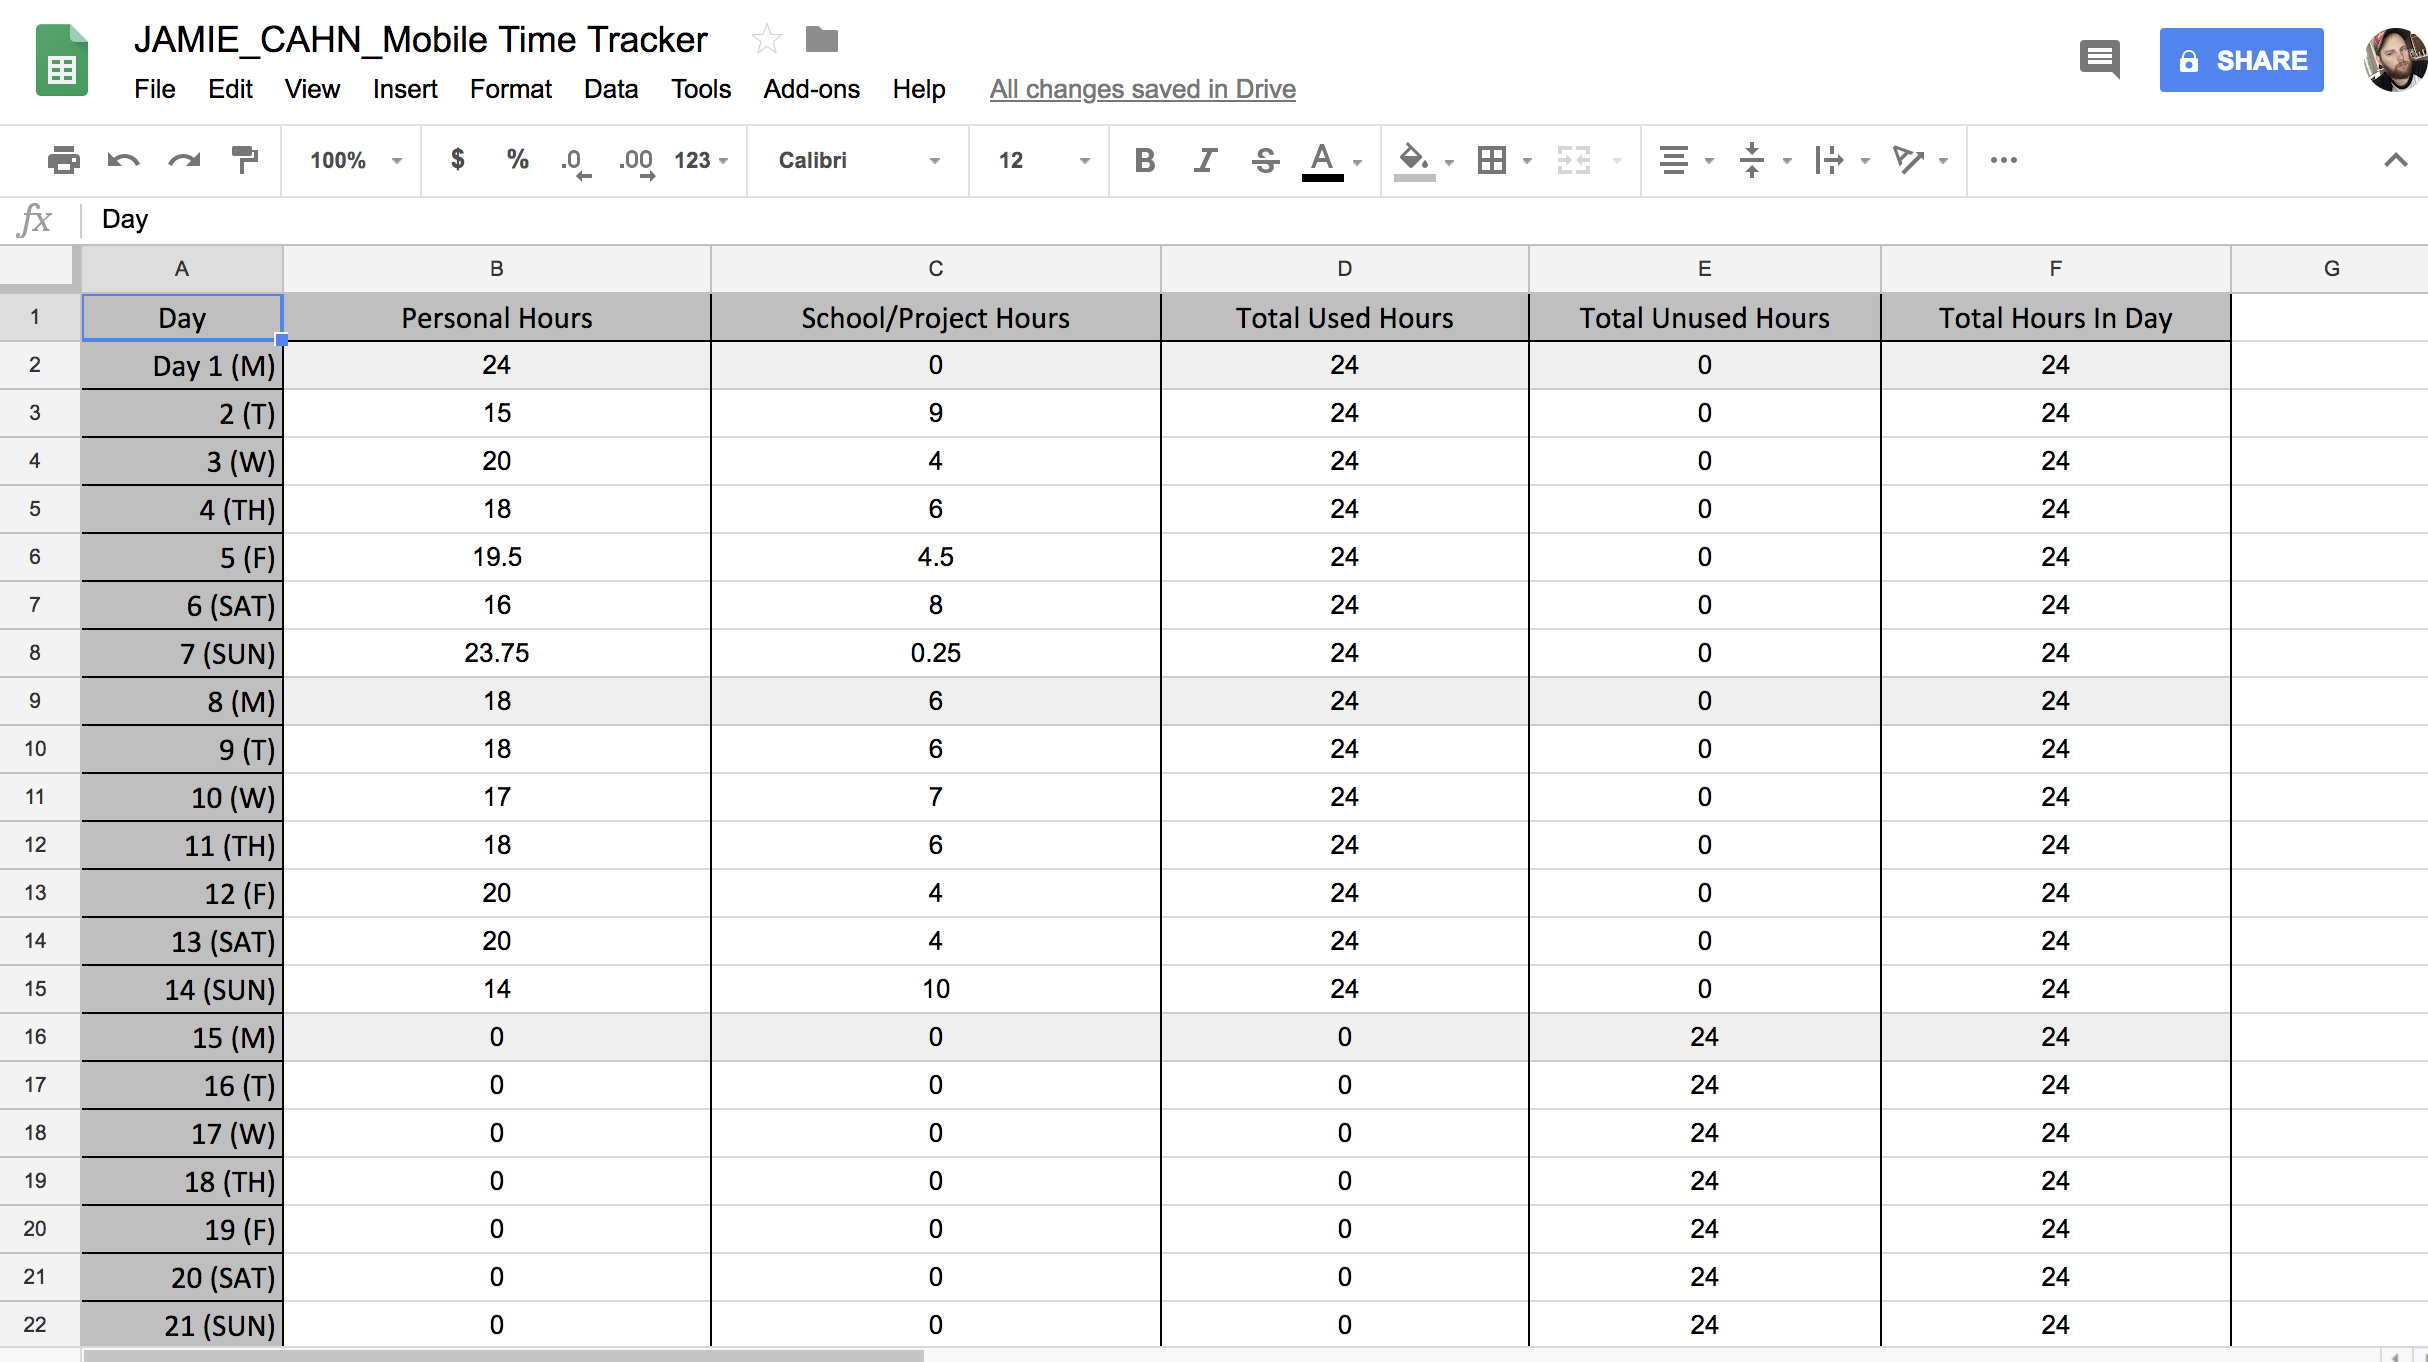 JAMIE_CAHN_Mobile Time Tracker
File Edit View Insert Format Data Tools Add-ons Help All changes saved in Drive
SHARE
100% $ % .0 .00 123 Calibri 12 B I S A
fx Day
A B C D E F G
1 Day Personal Hours School/Project Hours Total Used Hours Total Unused Hours Total Hours In Day
2 Day 1 (M) 24 0 24 0 24
3 2 (T) 15 9 24 0 24
4 3 (W) 20 4 24 0 24
5 4 (TH) 18 6 24 0 24
6 5 (F) 19.5 4.5 24 0 24
7 6 (SAT) 16 8 24 0 24
8 7 (SUN) 23.75 0.25 24 0 24
9 8 (M) 18 6 24 0 24
10 9 (T) 18 6 24 0 24
11 10 (W) 17 7 24 0 24
12 11 (TH) 18 6 24 0 24
13 12 (F) 20 4 24 0 24
14 13 (SAT) 20 4 24 0 24
15 14 (SUN) 14 10 24 0 24
16 15 (M) 0 0 0 24 24
17 16 (T) 0 0 0 24 24
18 17 (W) 0 0 0 24 24
19 18 (TH) 0 0 0 24 24
20 19 (F) 0 0 0 24 24
21 20 (SAT) 0 0 0 24 24
22 21 (SUN) 0 0 0 24 24